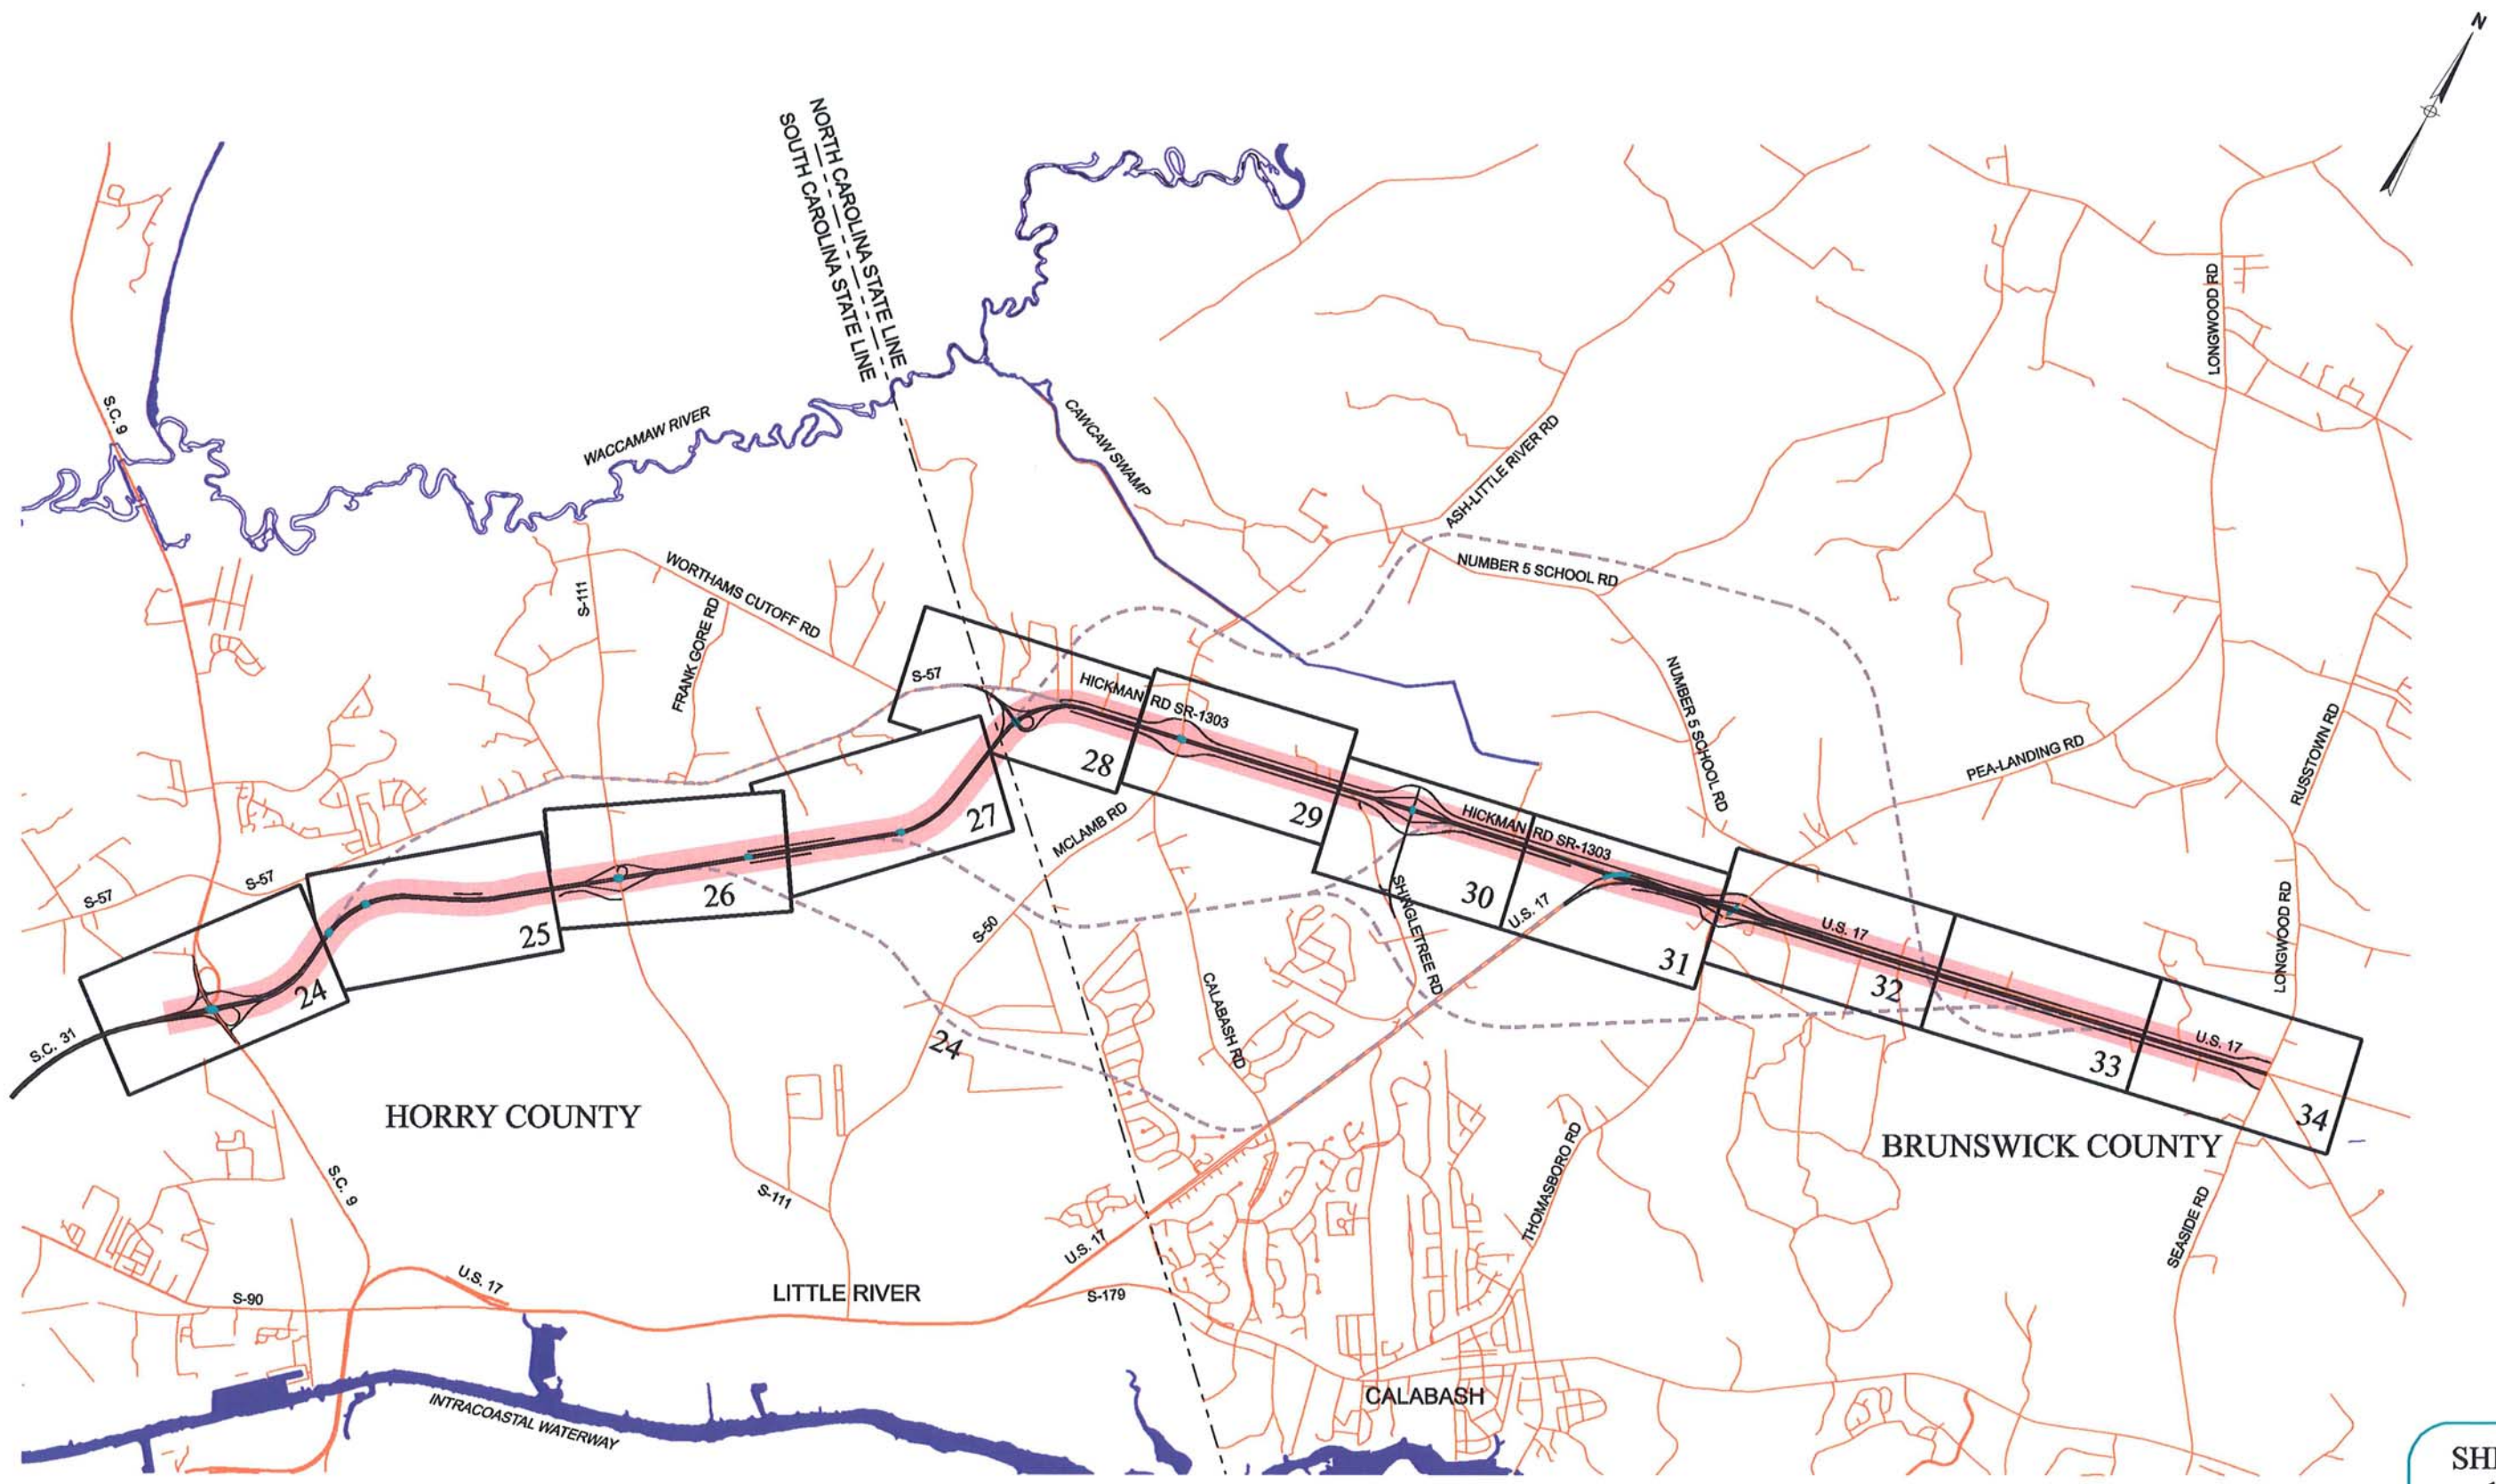 N
NORTH CAROLINA STATE LINE
SOUTH CAROLINA STATE LINE
LONGWOOD RD
S.C. 9
WACCAMAW RIVER
CAWCAW SWAMP
ASH-LITTLE RIVER RD
NUMBER 5 SCHOOL RD
WORTHAMS CUTOFF RD
S-111
FRANK GORE RD
S-57
HICKMAN RD SR-1303
NUMBER 5 SCHOOL RD
PEA-LANDING RD
RUSSTOWN RD
28
27
29
MCLAMB RD
HICKMAN RD SR-1303
S-57
S-57
26
25
30
SHINGLETREE RD
U.S. 17
U.S. 17
LONGWOOD RD
S-50
31
32
24
CALABASH RD
S.C. 31
24
33
U.S. 17
34
HORRY COUNTY
BRUNSWICK COUNTY
S.C. 9
S-111
THOMASBORO RD
SEASIDE RD
U.S. 17
U.S. 17
S-90
LITTLE RIVER
S-179
INTRACOASTAL WATERWAY
CALABASH